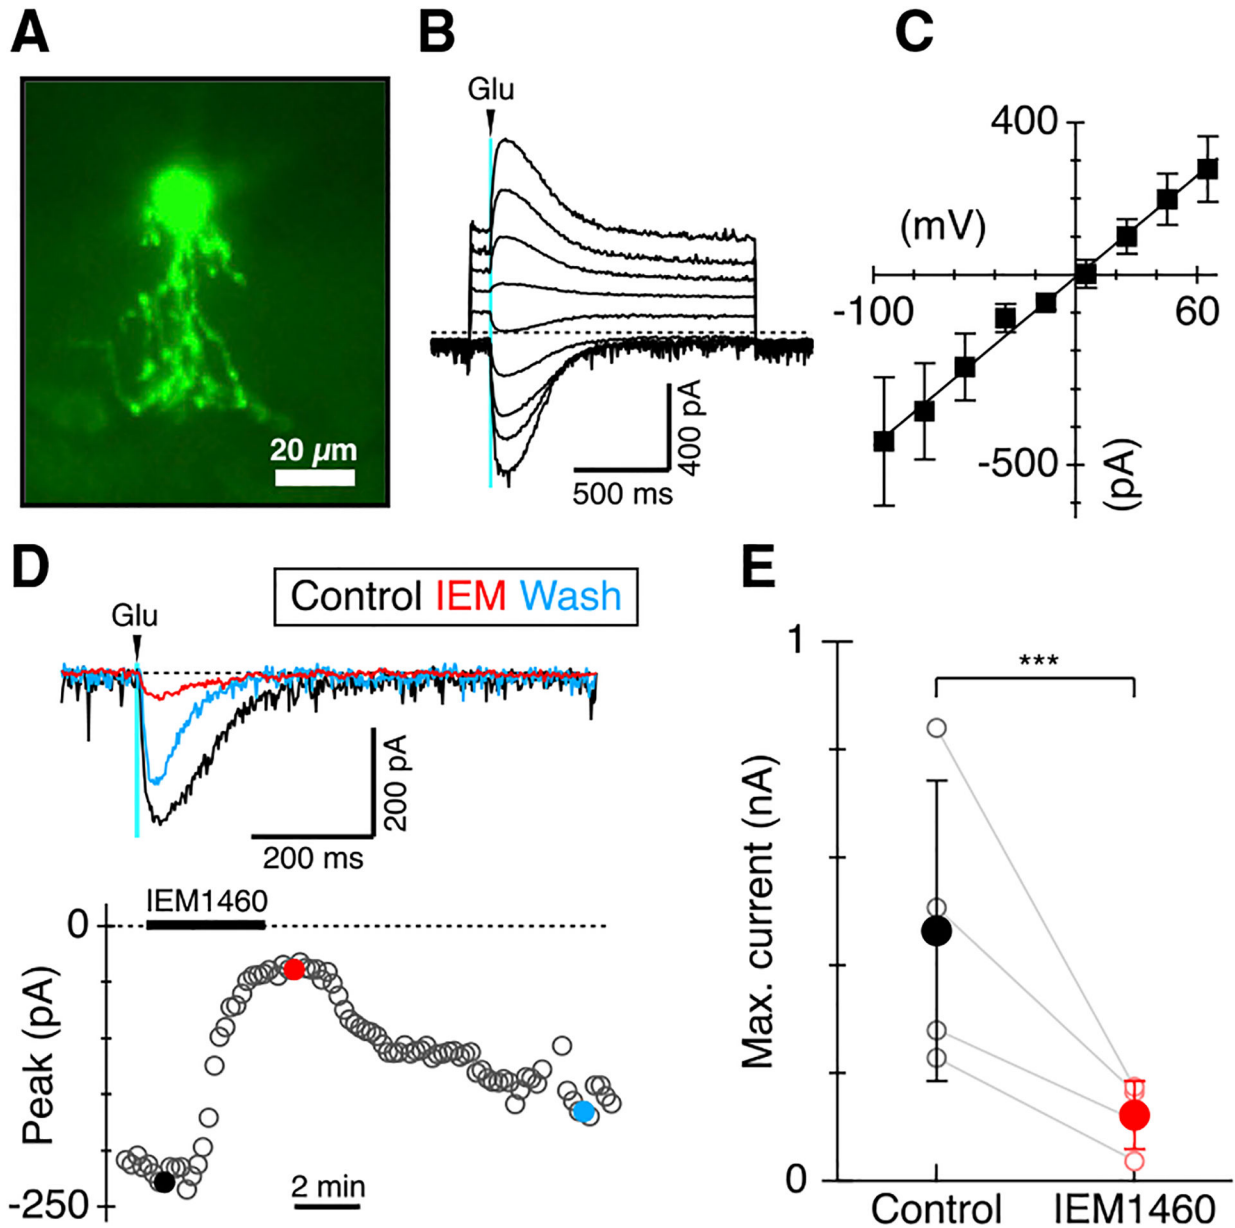 A
B
C
Glu
400
(mV)
-100
60
20 µm
400 pA
500 ms
-500
(pA)
D
E
Control IEM Wash
Glu
200 pA
200 ms
1
***
Max. current (nA)
IEM1460
0
Peak (pA)
2 min
-250
0
Control
IEM1460